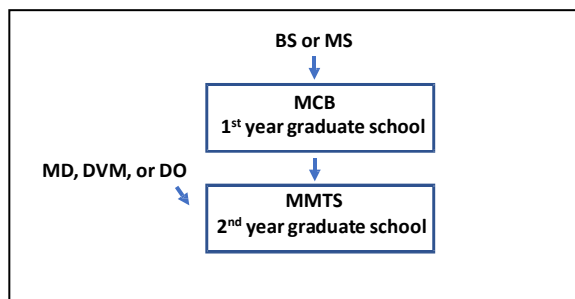 BS or MS
MCB
1st year graduate school
MD, DVM, or DO
MMTS
2nd year graduate school